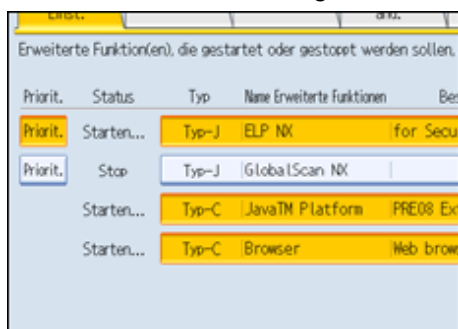 Einst.
Erweiterte Funktion(en), die gestartet oder gestoppt werden sollen,
Priorit. Status Typ Name Erweiterte Funktionen
Priorit. Starten... Typ-J ELP NX for Secu
Priorit. Stop Typ-J GlobalScan NX
Starten... Typ-C JavaTM Platform PRE08 Ex
Starten... Typ-C Browser Web brow